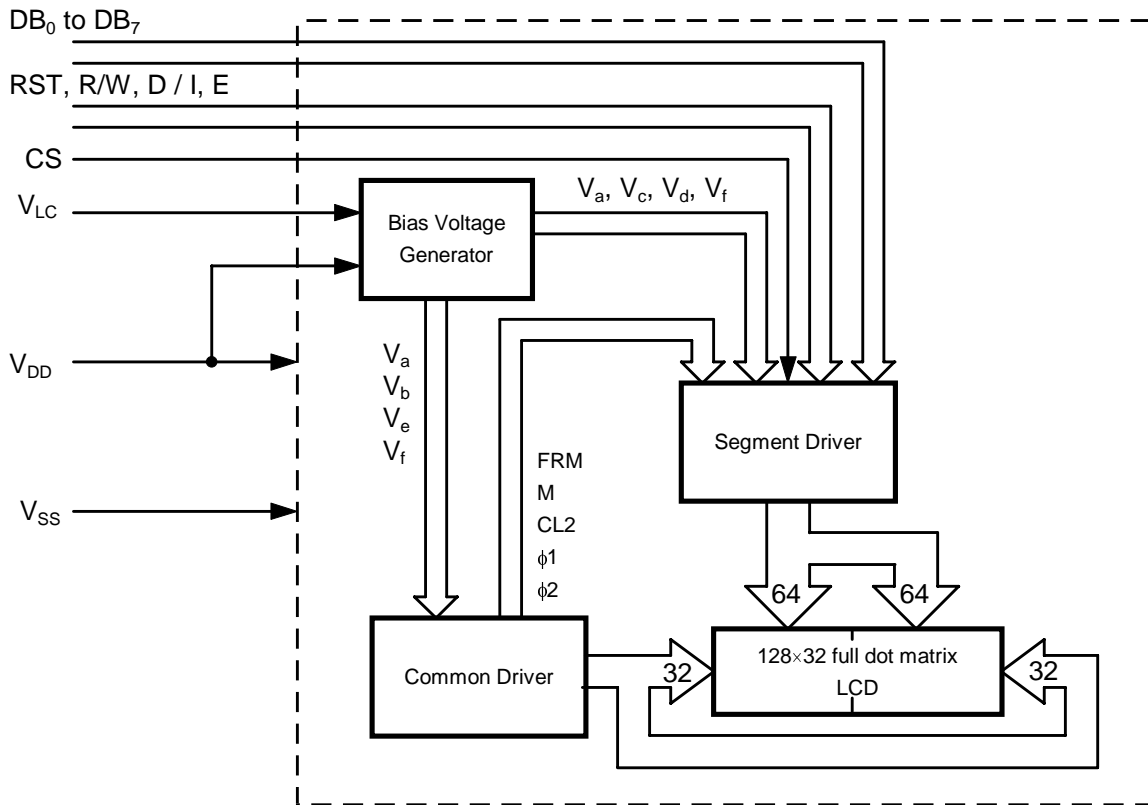 DB0 to DB7
RST, R/W, D / I, E
CS
VLC
VDD
VSS
Bias Voltage
Generator
Va, Vc, Vd, Vf
Va
Vb
Ve
Vf
FRM
M
CL2
ϕ1
ϕ2
Segment Driver
64
64
Common Driver
32
128×32 full dot matrix
LCD
32